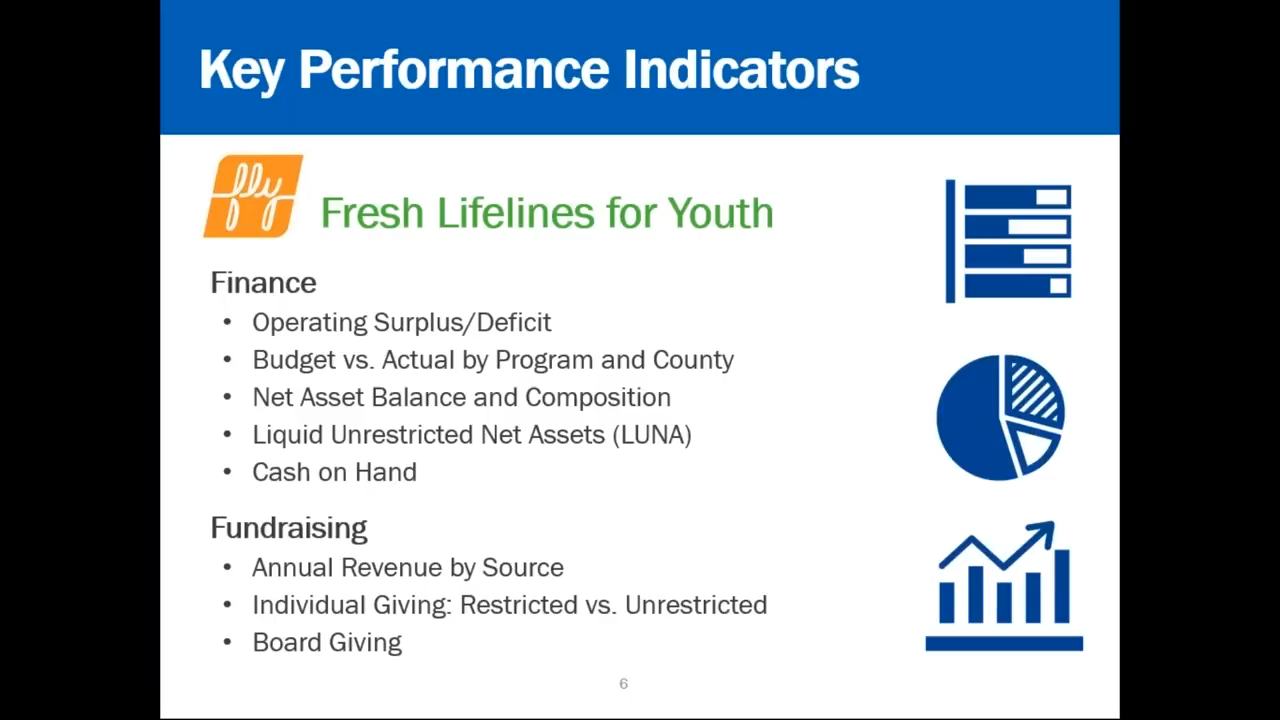 Key Performance Indicators
fly
Fresh Lifelines for Youth
Finance
• Operating Surplus/Deficit
• Budget vs. Actual by Program and County
• Net Asset Balance and Composition
• Liquid Unrestricted Net Assets (LUNA)
• Cash on Hand
Fundraising
• Annual Revenue by Source
• Individual Giving: Restricted vs. Unrestricted
• Board Giving
6